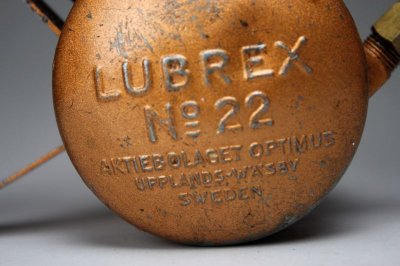 LUBREX
Nº 22
AKTIEBOLAGET OPTIMUS
UPPLANDS-WÄSBY
SWEDEN